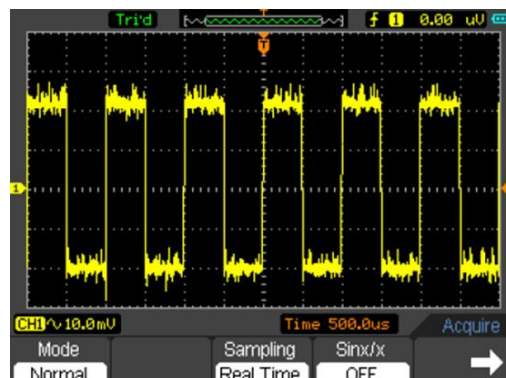 Tri'd 1 0.00 uV
T
1
CH1 10.0mV Time 500.0us Acquire
Mode Sampling Sinx/x
Normal Real Time OFF